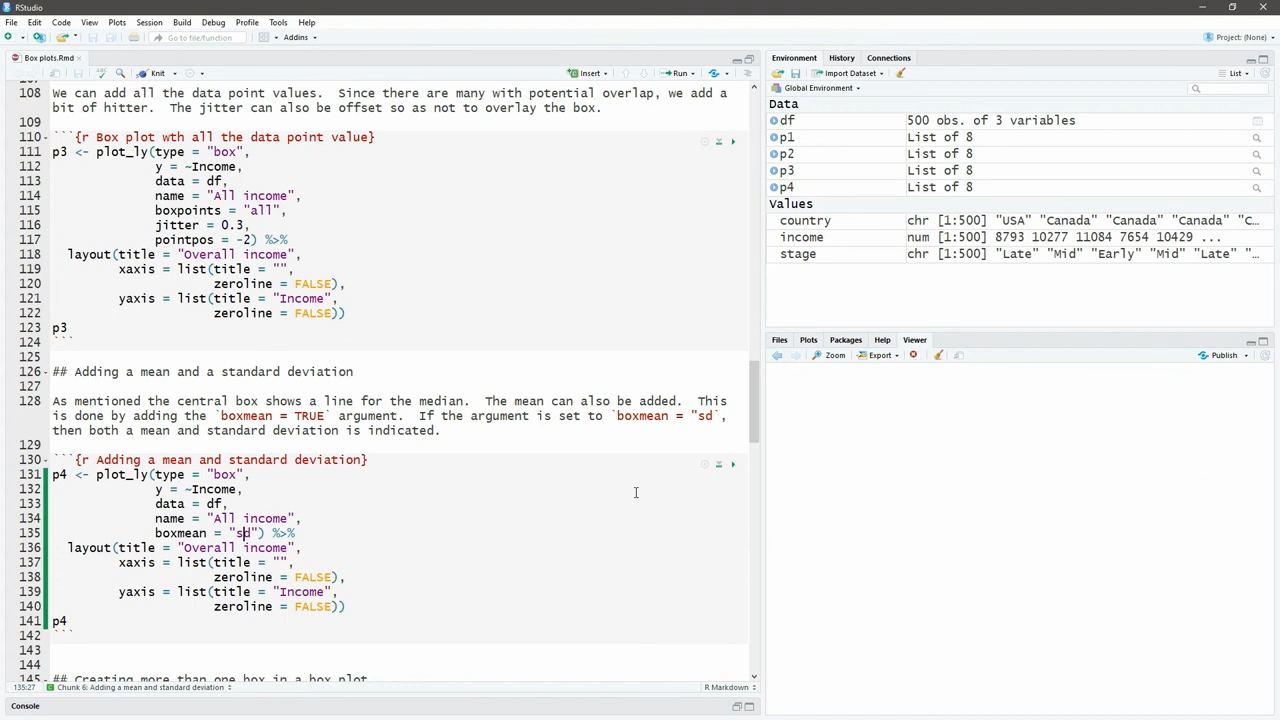 RStudio
File Edit Code View Plots Session Build Debug Profile Tools Help
Go to file/function Addins Project: (None)
Box plots.Rmd
Knit Insert Run
108 We can add all the data point values. Since there are many with potential overlap, we add a
bit of hitter. The jitter can also be offset so as not to overlay the box.
109
110 ```{r Box plot wth all the data point value}
111 p3 <- plot_ly(type = "box",
112 y = ~Income,
113 data = df,
114 name = "All income",
115 boxpoints = "all",
116 jitter = 0.3,
117 pointpos = -2) %>%
118 layout(title = "Overall income",
119 xaxis = list(title = "",
120 zeroline = FALSE),
121 yaxis = list(title = "Income",
122 zeroline = FALSE))
123 p3
124 ```
125
126 ## Adding a mean and a standard deviation
127
128 As mentioned the central box shows a line for the median. The mean can also be added. This
is done by adding the `boxmean = TRUE` argument. If the argument is set to `boxmean = "sd`,
then both a mean and standard deviation is indicated.
129
130 ```{r Adding a mean and standard deviation}
131 p4 <- plot_ly(type = "box",
132 y = ~Income,
133 data = df,
134 name = "All income",
135 boxmean = "sd") %>%
136 layout(title = "Overall income",
137 xaxis = list(title = "",
138 zeroline = FALSE),
139 yaxis = list(title = "Income",
140 zeroline = FALSE))
141 p4
142 ```
143
144
145 ## Creating more than one box in a box plot
135:27 Chunk 6: Adding a mean and standard deviation R Markdown
Console
Environment History Connections
Import Dataset List
Global Environment
Data
df 500 obs. of 3 variables
p1 List of 8
p2 List of 8
p3 List of 8
p4 List of 8
Values
country chr [1:500] "USA" "Canada" "Canada" "Canada" "C…
income num [1:500] 8793 10277 11084 7654 10429 ...
stage chr [1:500] "Late" "Mid" "Early" "Mid" "Late" "…
Files Plots Packages Help Viewer
Zoom Export Publish